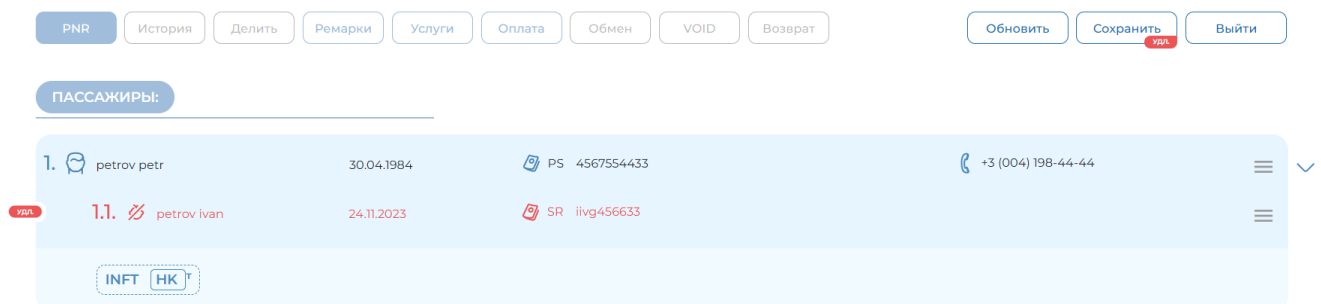 PNR История Делить Ремарки Услуги Оплата Обмен VOID Возврат Обновить Сохранить Выйти
удл.
ПАССАЖИРЫ:
1. petrov petr 30.04.1984 PS 4567554433 +3 (004) 198-44-44
удл. 1.1. petrov ivan 24.11.2023 SR iivg456633
INFT HK T